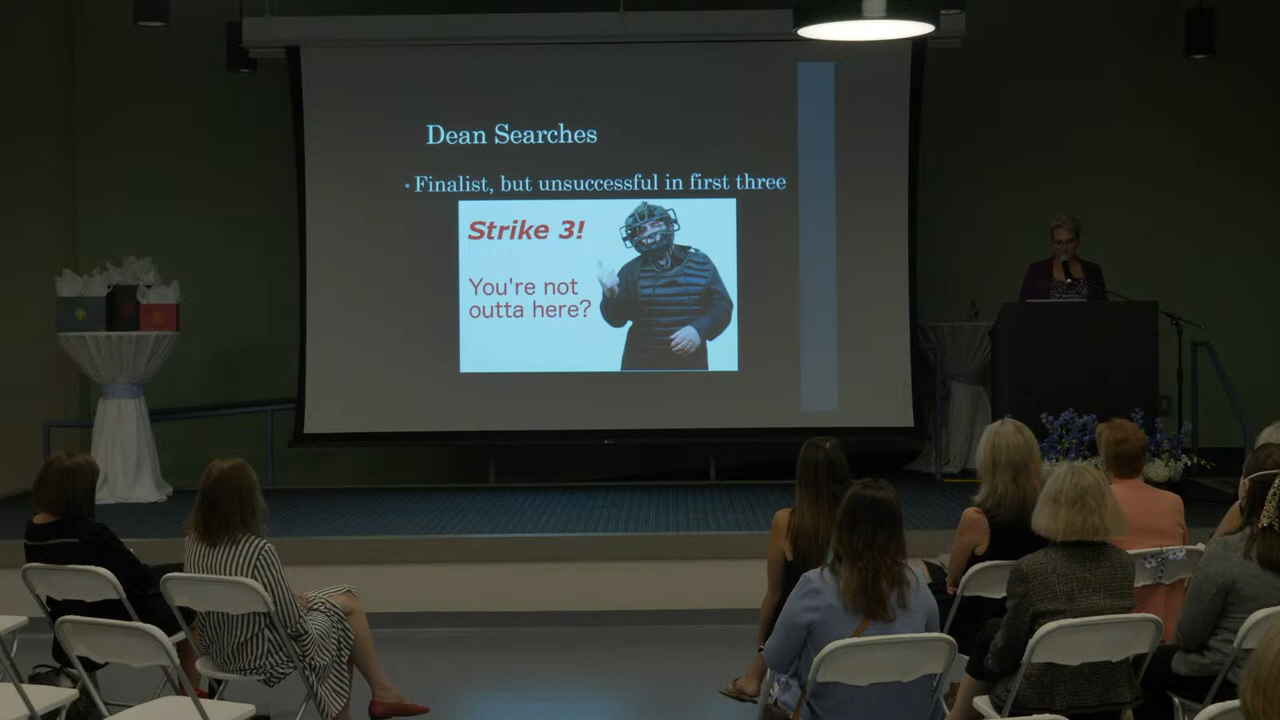 Dean Searches
▪ Finalist, but unsuccessful in first three
Strike 3!
You're not
outta here?